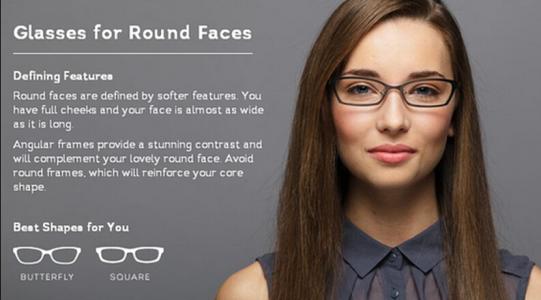 Glasses for Round Faces
Defining Features
Round faces are defined by softer features. You
have full cheeks and your face is almost as wide
as it is long.
Angular frames provide a stunning contrast and
will complement your lovely round face. Avoid
round frames, which will reinforce your core
shape.
Best Shapes for You
BUTTERFLY SQUARE